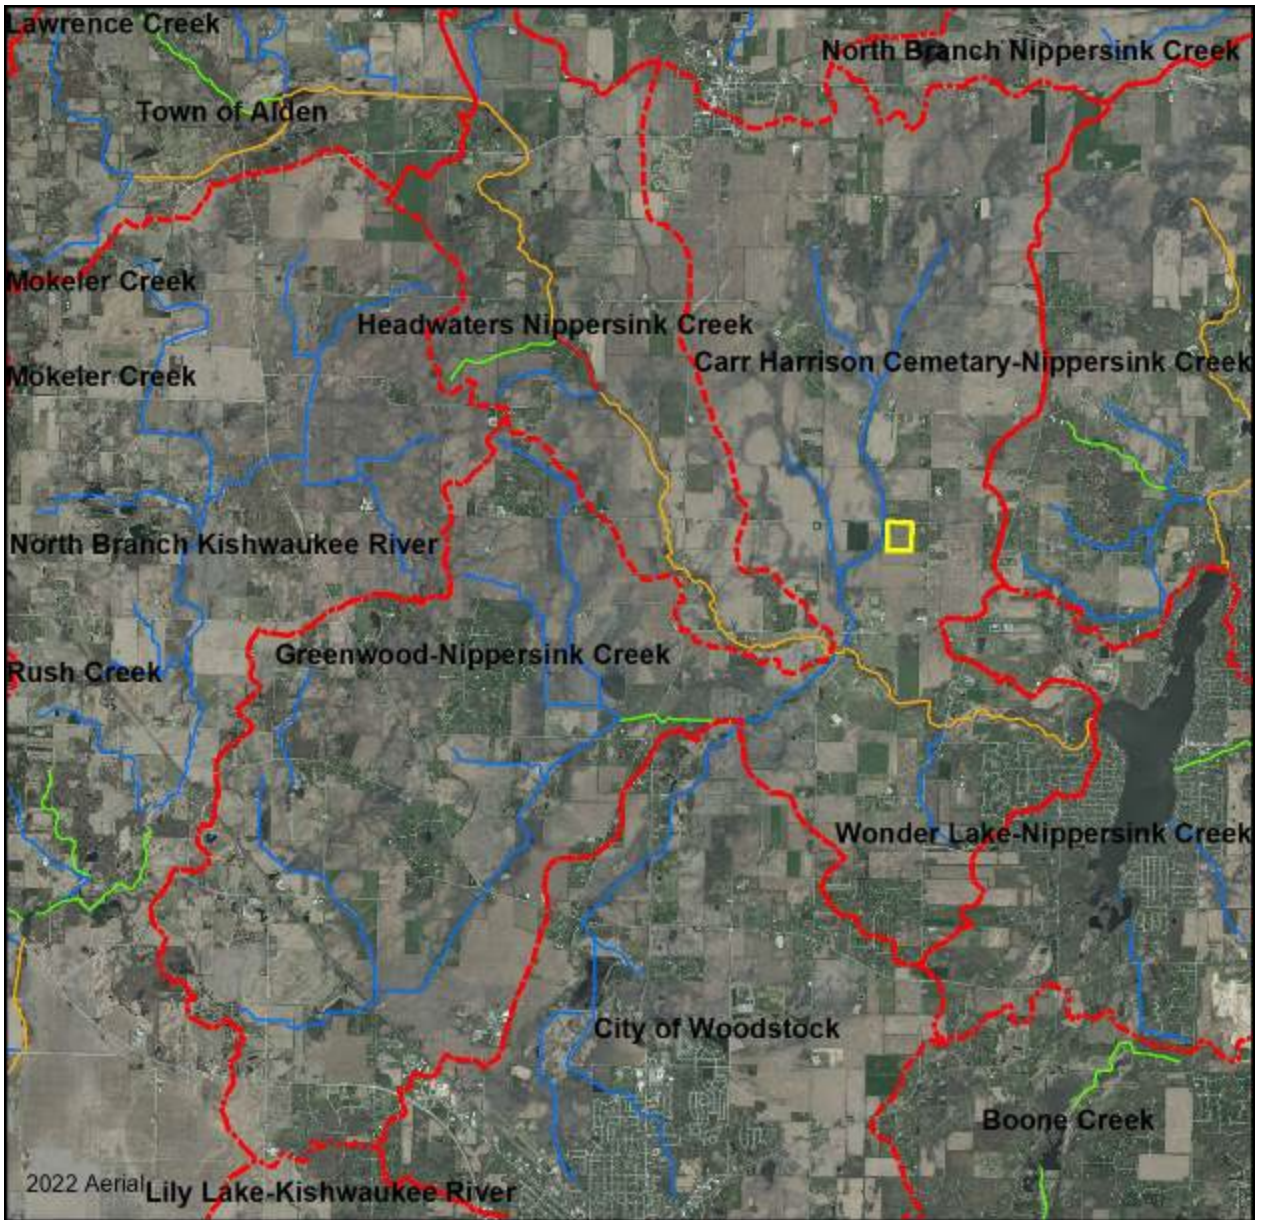 Lawrence Creek
North Branch Nippersink Creek
Town of Alden
Mokeler Creek
Headwaters Nippersink Creek
Carr Harrison Cemetary-Nippersink Creek
Mokeler Creek
North Branch Kishwaukee River
Greenwood-Nippersink Creek
Rush Creek
Wonder Lake-Nippersink Creek
City of Woodstock
Boone Creek
2022 Aerial
Lily Lake-Kishwaukee River